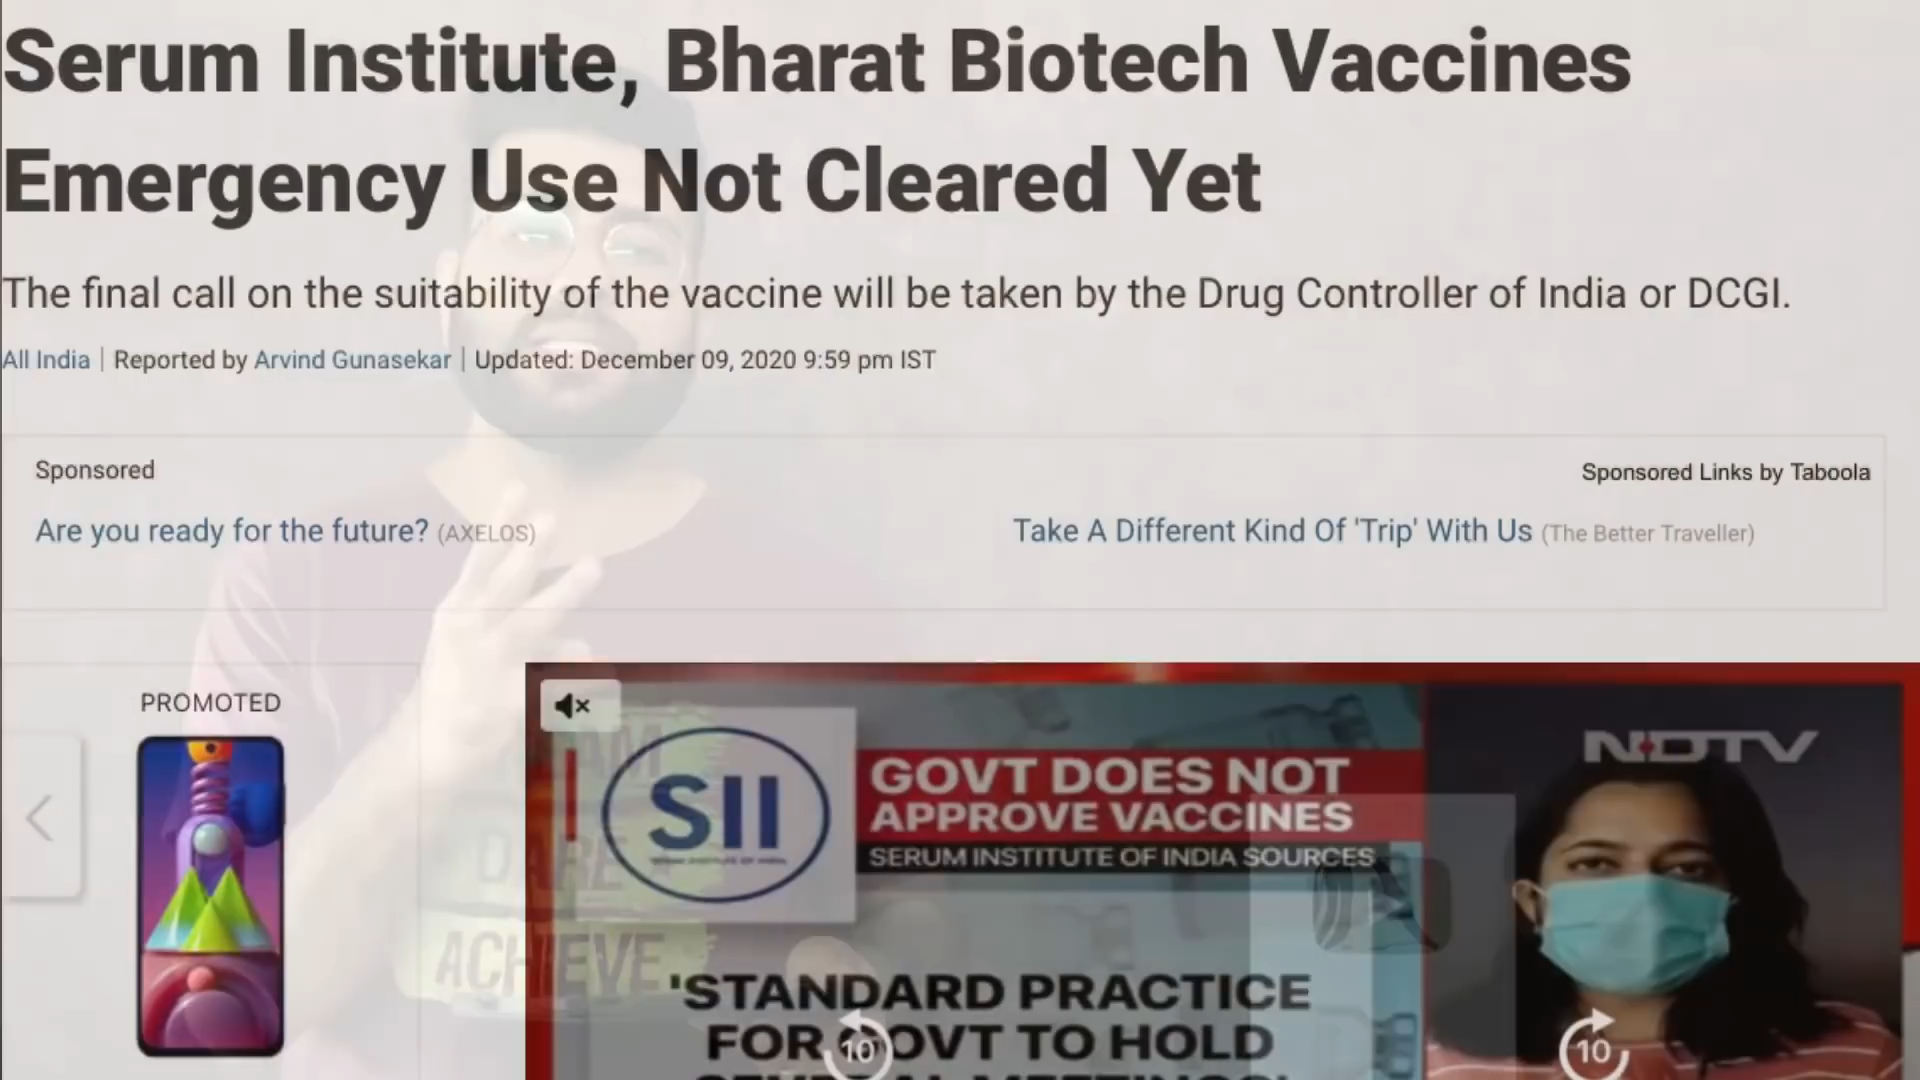 Serum Institute, Bharat Biotech Vaccines
Emergency Use Not Cleared Yet
The final call on the suitability of the vaccine will be taken by the Drug Controller of India or DCGI.
All India | Reported by Arvind Gunasekar | Updated: December 09, 2020 9:59 pm IST
Sponsored
Sponsored Links by Taboola
Are you ready for the future? (AXELOS)
Take A Different Kind Of 'Trip' With Us (The Better Traveller)
PROMOTED
SII
GOVT DOES NOT
APPROVE VACCINES
SERUM INSTITUTE OF INDIA SOURCES
NDTV
DARE
ACHIEVE
'STANDARD PRACTICE
FOR GOVT TO HOLD
10
10